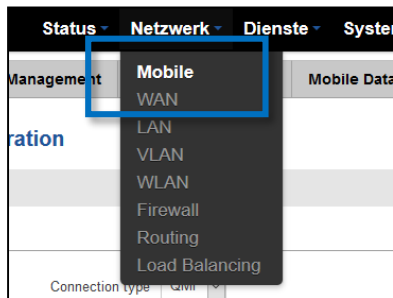 Status Netzwerk Dienste System
Management Mobile Data
Mobile
WAN
ration
LAN
VLAN
WLAN
Firewall
Routing
Load Balancing
Connection type QMI